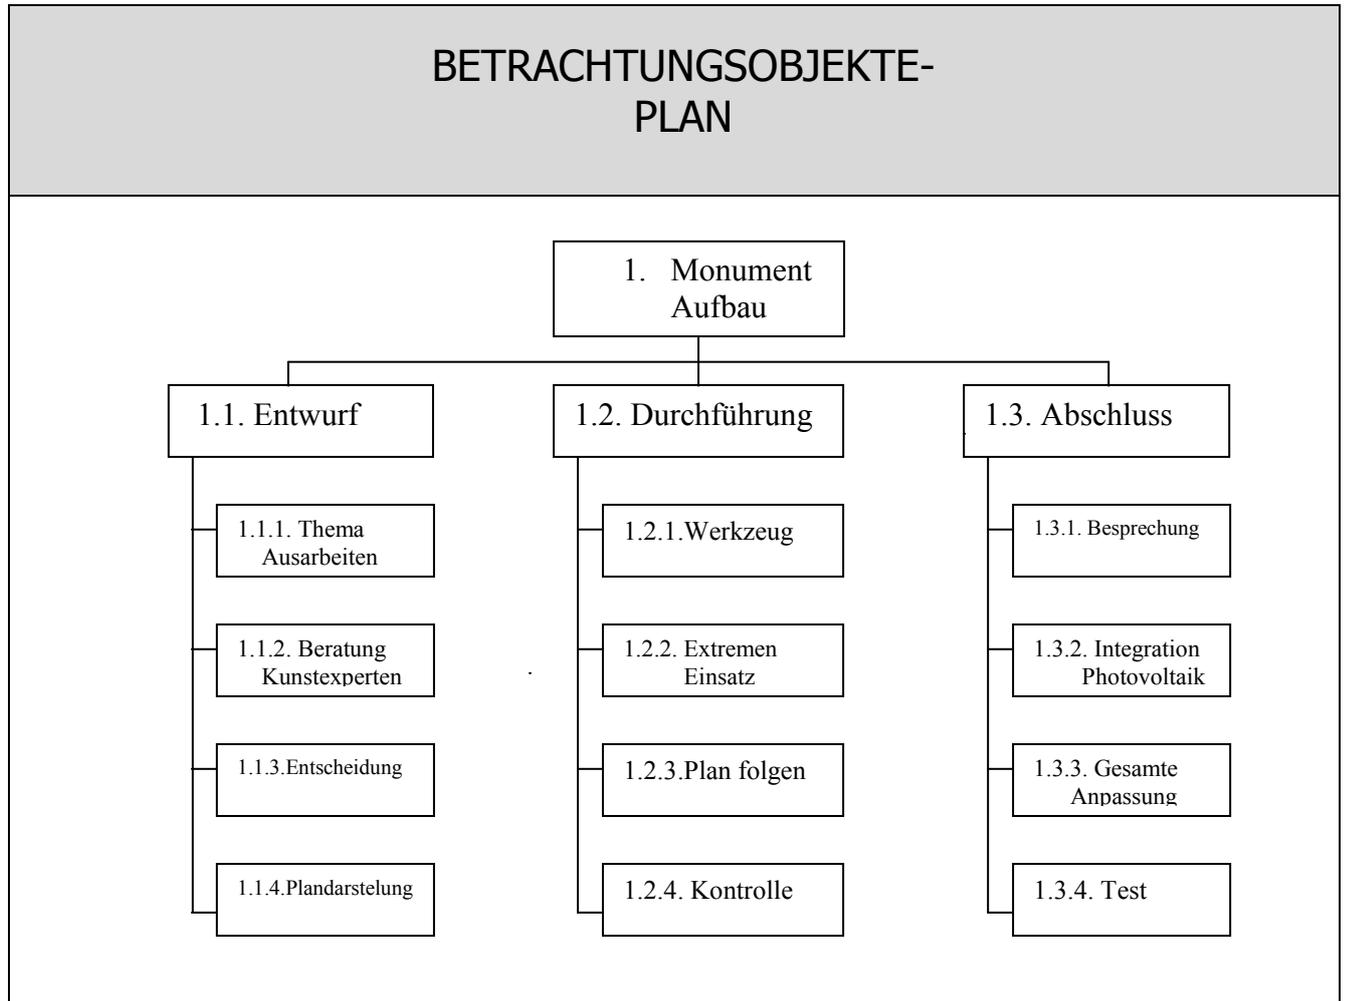 BETRACHTUNGSOBJEKTE-
PLAN
1. Monument
Aufbau
1.1. Entwurf
1.2. Durchführung
1.3. Abschluss
1.1.1. Thema
Ausarbeiten
1.2.1.Werkzeug
1.3.1. Besprechung
1.1.2. Beratung
Kunstexperten
1.2.2. Extremen
Einsatz
1.3.2. Integration
Photovoltaik
1.1.3.Entscheidung
1.2.3.Plan folgen
1.3.3. Gesamte
Anpassung
1.1.4.Plandarstelung
1.2.4. Kontrolle
1.3.4. Test